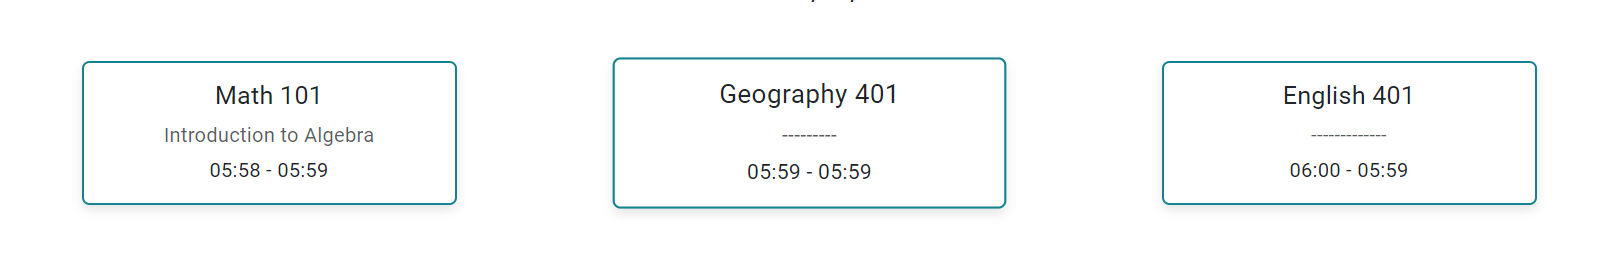 Math 101
Introduction to Algebra
05:58 - 05:59
Geography 401
---------
05:59 - 05:59
English 401
-------------
06:00 - 05:59